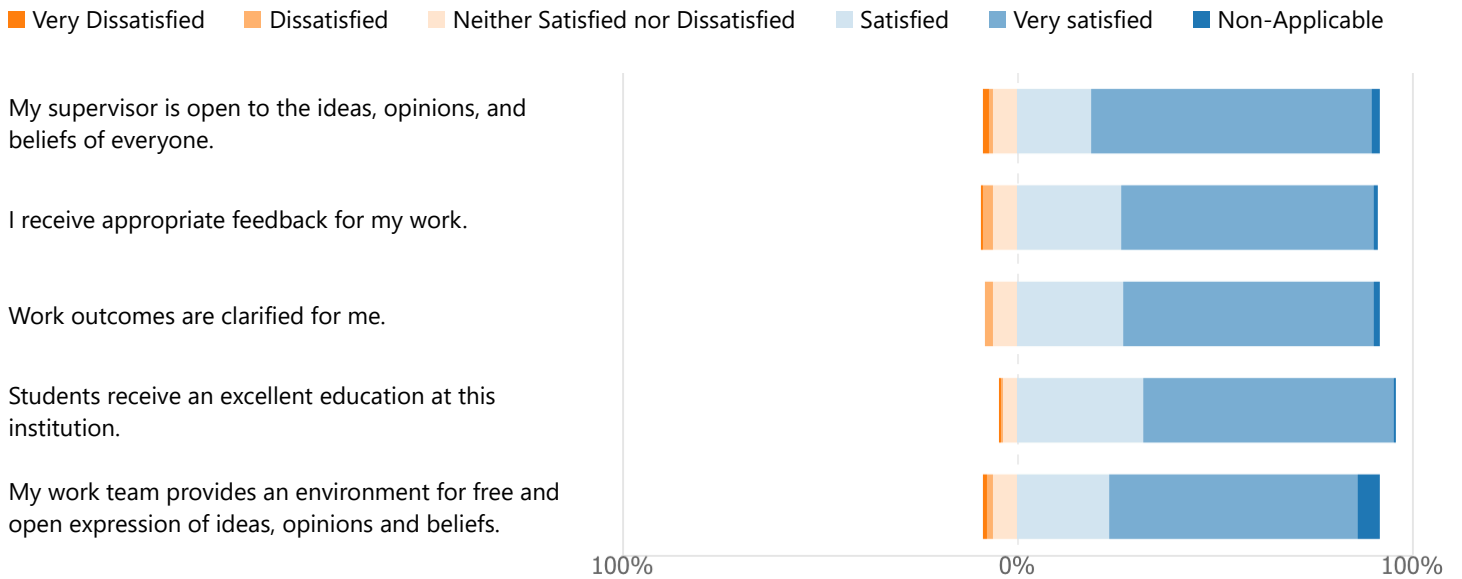 Very Dissatisfied Dissatisfied Neither Satisfied nor Dissatisfied Satisfied Very satisfied Non-Applicable
My supervisor is open to the ideas, opinions, and
beliefs of everyone.
I receive appropriate feedback for my work.
Work outcomes are clarified for me.
Students receive an excellent education at this
institution.
My work team provides an environment for free and
open expression of ideas, opinions and beliefs.
100% 0% 100%